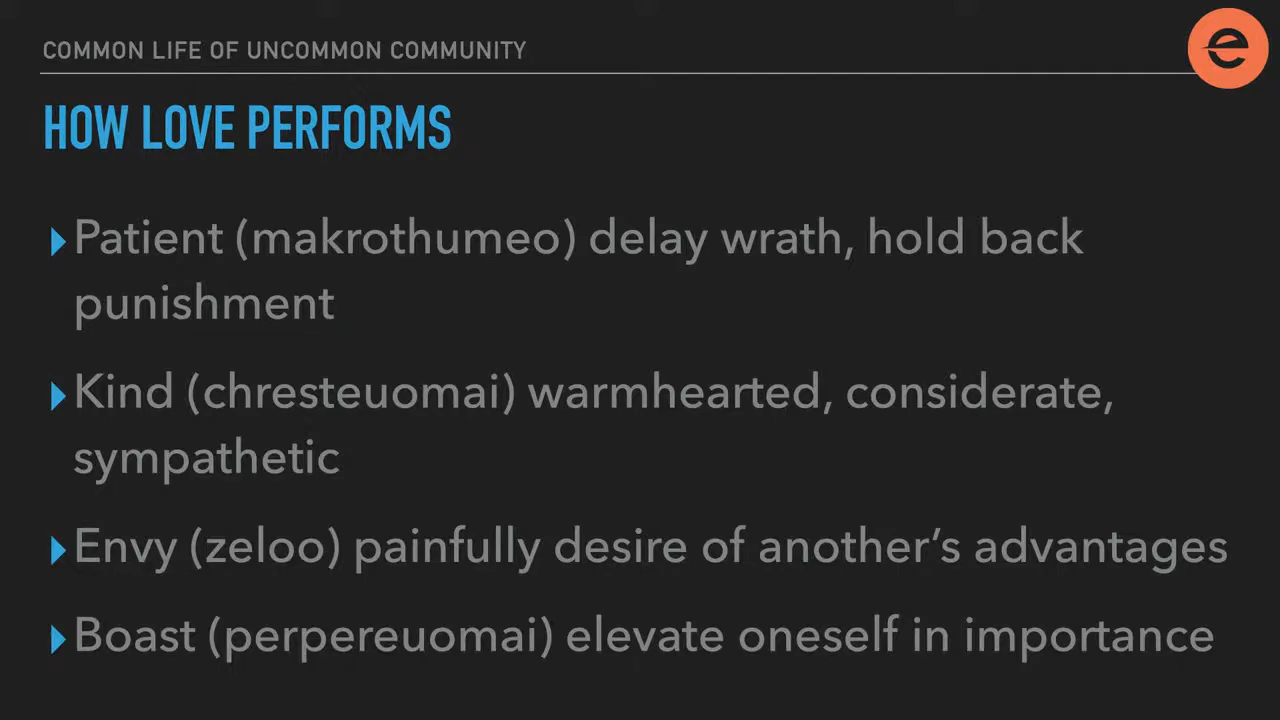 COMMON LIFE OF UNCOMMON COMMUNITY
e
HOW LOVE PERFORMS
▸Patient (makrothumeo) delay wrath, hold back
punishment
▸Kind (chresteuomai) warmhearted, considerate,
sympathetic
▸Envy (zeloo) painfully desire of another’s advantages
▸Boast (perpereuomai) elevate oneself in importance